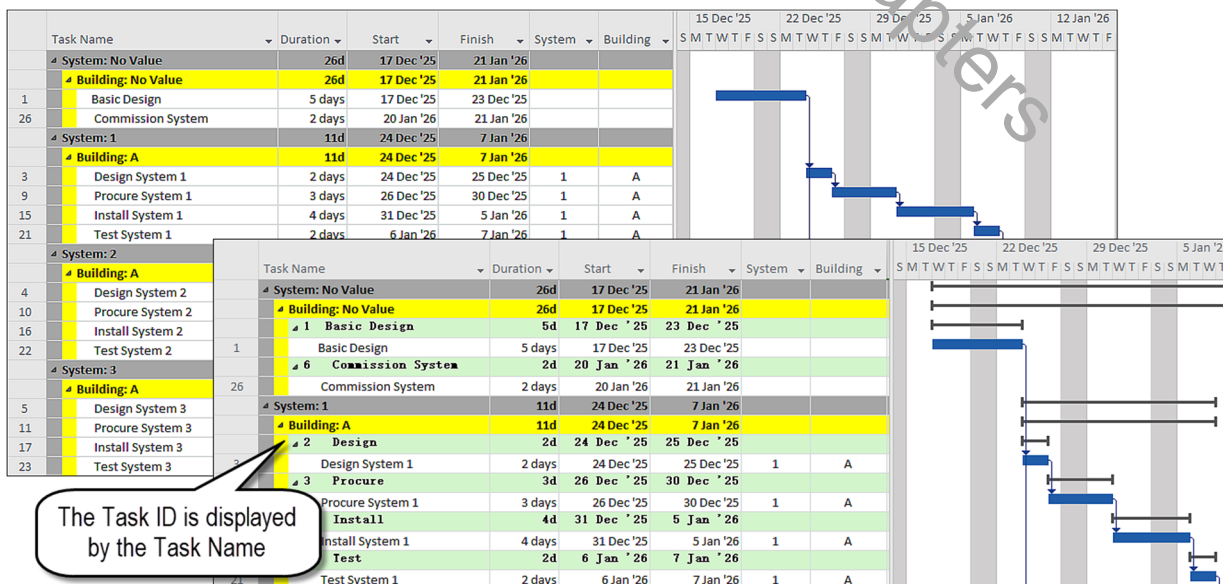 apters
15 Dec '25 22 Dec '25 29 Dec '25 5 Jan '26 12 Jan '26
Task Name Duration Start Finish System Building S M T W T F S S M T W T F S S M T W T F S S M T W T F S S M T W T F
System: No Value 26d 17 Dec '25 21 Jan '26
Building: No Value 26d 17 Dec '25 21 Jan '26
1 Basic Design 5 days 17 Dec '25 23 Dec '25
26 Commission System 2 days 20 Jan '26 21 Jan '26
System: 1 11d 24 Dec '25 7 Jan '26
Building: A 11d 24 Dec '25 7 Jan '26
3 Design System 1 2 days 24 Dec '25 25 Dec '25 1 A
9 Procure System 1 3 days 26 Dec '25 30 Dec '25 1 A
15 Install System 1 4 days 31 Dec '25 5 Jan '26 1 A
21 Test System 1 2 days 6 Jan '26 7 Jan '26 1 A
System: 2
Building: A
4 Design System 2
10 Procure System 2
16 Install System 2
22 Test System 2
System: 3
Building: A
5 Design System 3
11 Procure System 3
17 Install System 3
23 Test System 3
15 Dec '25 22 Dec '25 29 Dec '25 5 Jan '2
Task Name Duration Start Finish System Building S M T W T F S S M T W T F S S M T W T F S S M T W T
System: No Value 26d 17 Dec '25 21 Jan '26
Building: No Value 26d 17 Dec '25 21 Jan '26
1 Basic Design 5d 17 Dec '25 23 Dec '25
1 Basic Design 5 days 17 Dec '25 23 Dec '25
6 Commission System 2d 20 Jan '26 21 Jan '26
26 Commission System 2 days 20 Jan '26 21 Jan '26
System: 1 11d 24 Dec '25 7 Jan '26
Building: A 11d 24 Dec '25 7 Jan '26
2 Design 2d 24 Dec '25 25 Dec '25
3 Design System 1 2 days 24 Dec '25 25 Dec '25 1 A
3 Procure 3d 26 Dec '25 30 Dec '25
Procure System 1 3 days 26 Dec '25 30 Dec '25 1 A
Install 4d 31 Dec '25 5 Jan '26
Install System 1 4 days 31 Dec '25 5 Jan '26 1 A
Test 2d 6 Jan '26 7 Jan '26
21 Test System 1 2 days 6 Jan '26 7 Jan '26 1 A
The Task ID is displayed
by the Task Name